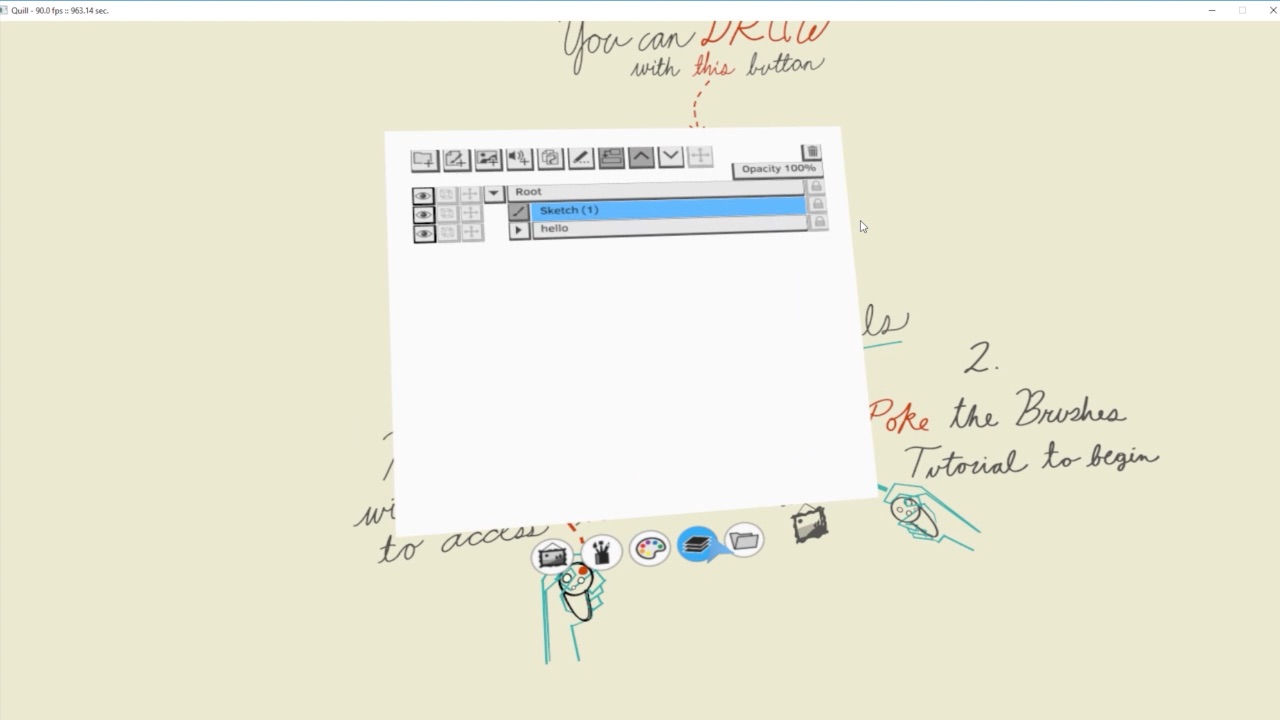 Quill - 90.0 fps :: 963.14 sec.
You can DRAW
with this button
Opacity 100%
Root
Sketch (1)
hello
ls
2.
Poke the Brushes
Tutorial to begin
wi
to access